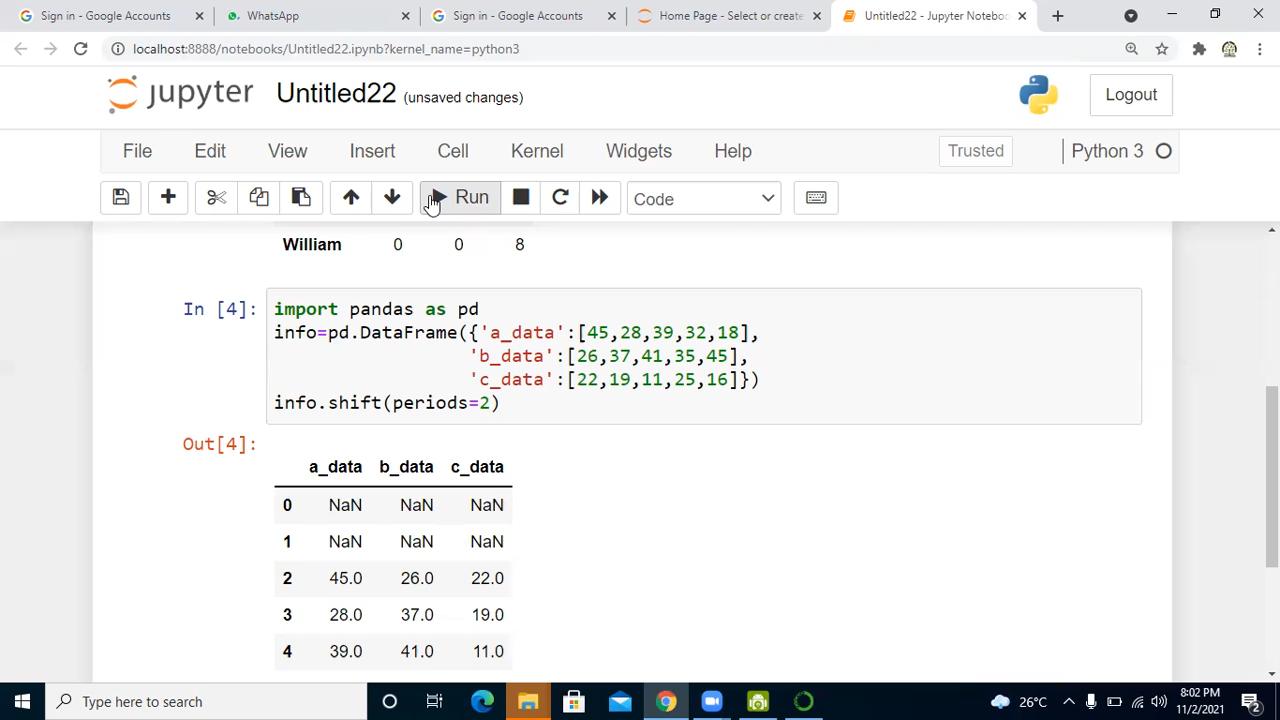 Sign in - Google Accounts
WhatsApp
Sign in - Google Accounts
Home Page - Select or create
Untitled22 - Jupyter Noteboo
localhost:8888/notebooks/Untitled22.ipynb?kernel_name=python3
jupyter Untitled22 (unsaved changes)
Logout
File Edit View Insert Cell Kernel Widgets Help Trusted Python 3
Run Code
William 0 0 8
In [4]: import pandas as pd
info=pd.DataFrame({'a_data':[45,28,39,32,18],
'b_data':[26,37,41,35,45],
'c_data':[22,19,11,25,16]})
info.shift(periods=2)
Out[4]:
a_data b_data c_data
0 NaN NaN NaN
1 NaN NaN NaN
2 45.0 26.0 22.0
3 28.0 37.0 19.0
4 39.0 41.0 11.0
Type here to search
26°C
8:02 PM
11/2/2021
2